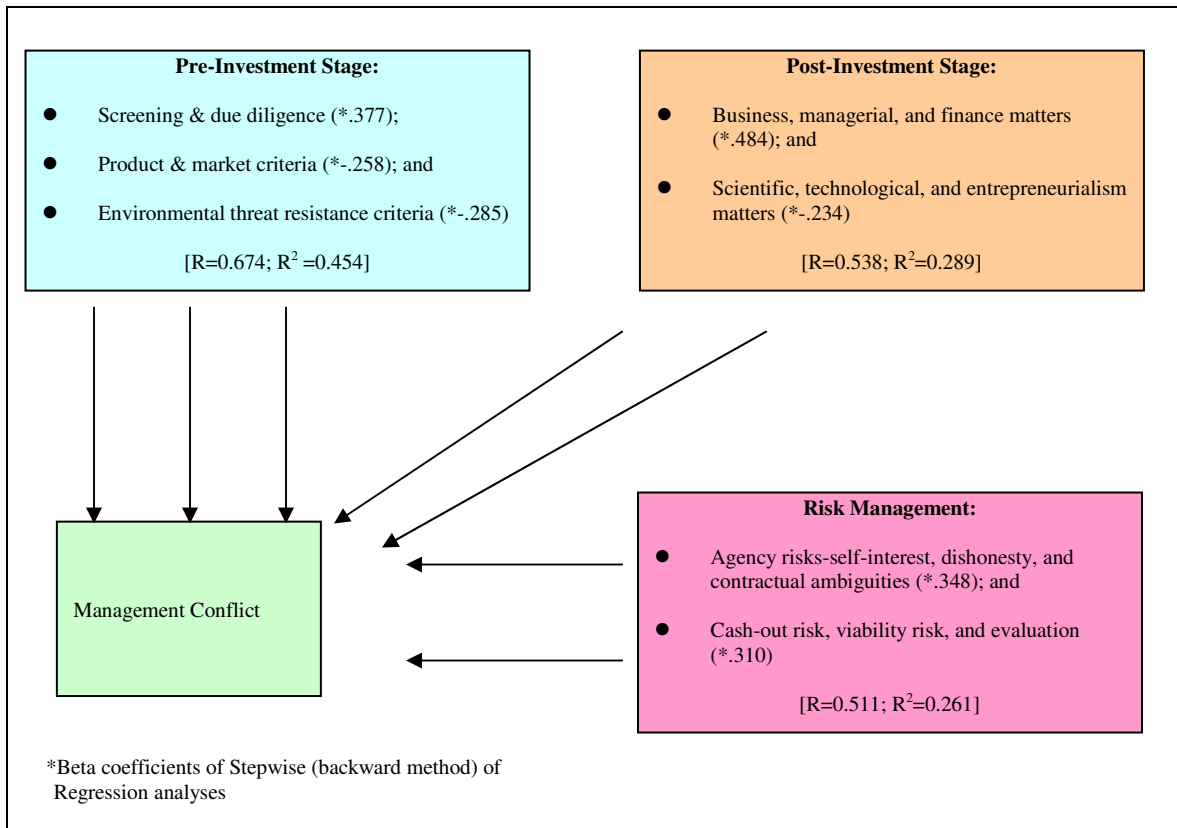 Pre-Investment Stage:
● Screening & due diligence (*.377);
● Product & market criteria (*-.258); and
● Environmental threat resistance criteria (*-.285)
[R=0.674; R² =0.454]
Post-Investment Stage:
● Business, managerial, and finance matters
(*.484); and
● Scientific, technological, and entrepreneurialism
matters (*-.234)
[R=0.538; R²=0.289]
Management Conflict
Risk Management:
● Agency risks-self-interest, dishonesty, and
contractual ambiguities (*.348); and
● Cash-out risk, viability risk, and evaluation
(*.310)
[R=0.511; R²=0.261]
*Beta coefficients of Stepwise (backward method) of
Regression analyses